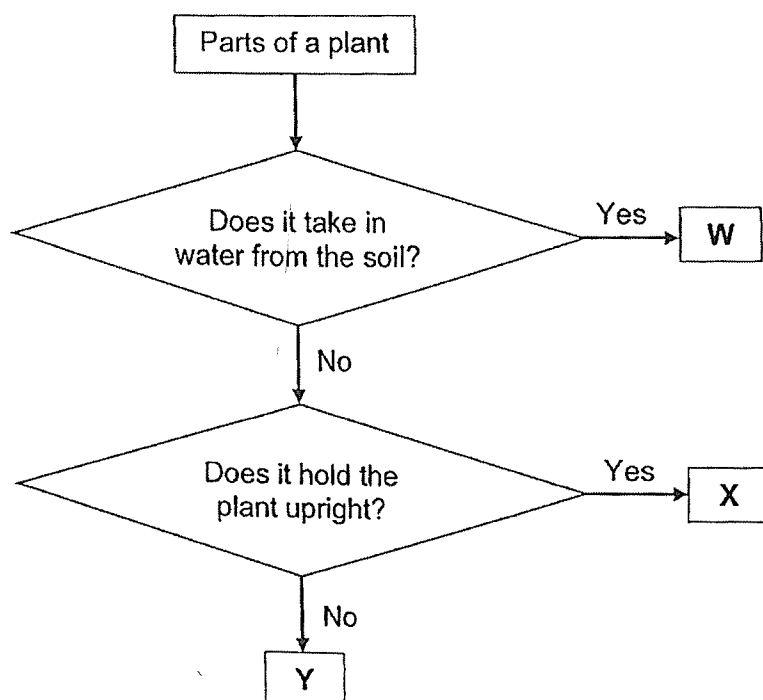 Parts of a plant
Does it take in
water from the soil?
Yes
W
No
Does it hold the
plant upright?
Yes
X
No
Y